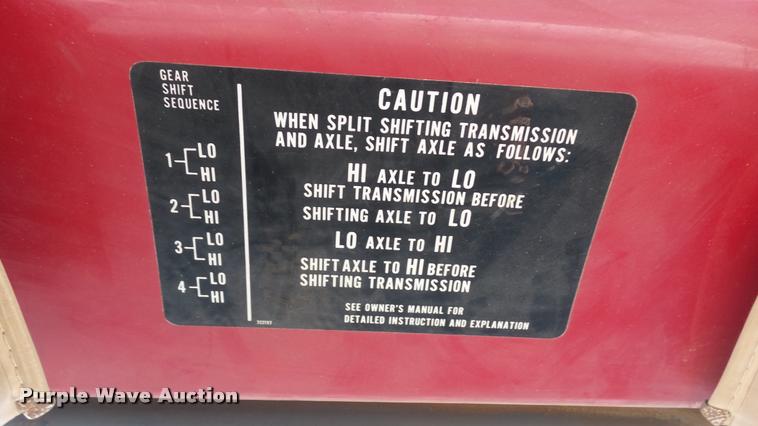 GEAR
SHIFT
SEQUENCE
1 LO
HI
2 LO
HI
3 LO
HI
4 LO
HI
CAUTION
WHEN SPLIT SHIFTING TRANSMISSION
AND AXLE, SHIFT AXLE AS FOLLOWS:
HI AXLE TO LO
SHIFT TRANSMISSION BEFORE
SHIFTING AXLE TO LO
LO AXLE TO HI
SHIFT AXLE TO HI BEFORE
SHIFTING TRANSMISSION
SEE OWNER'S MANUAL FOR
DETAILED INSTRUCTION AND EXPLANATION
Purple Wave Auction